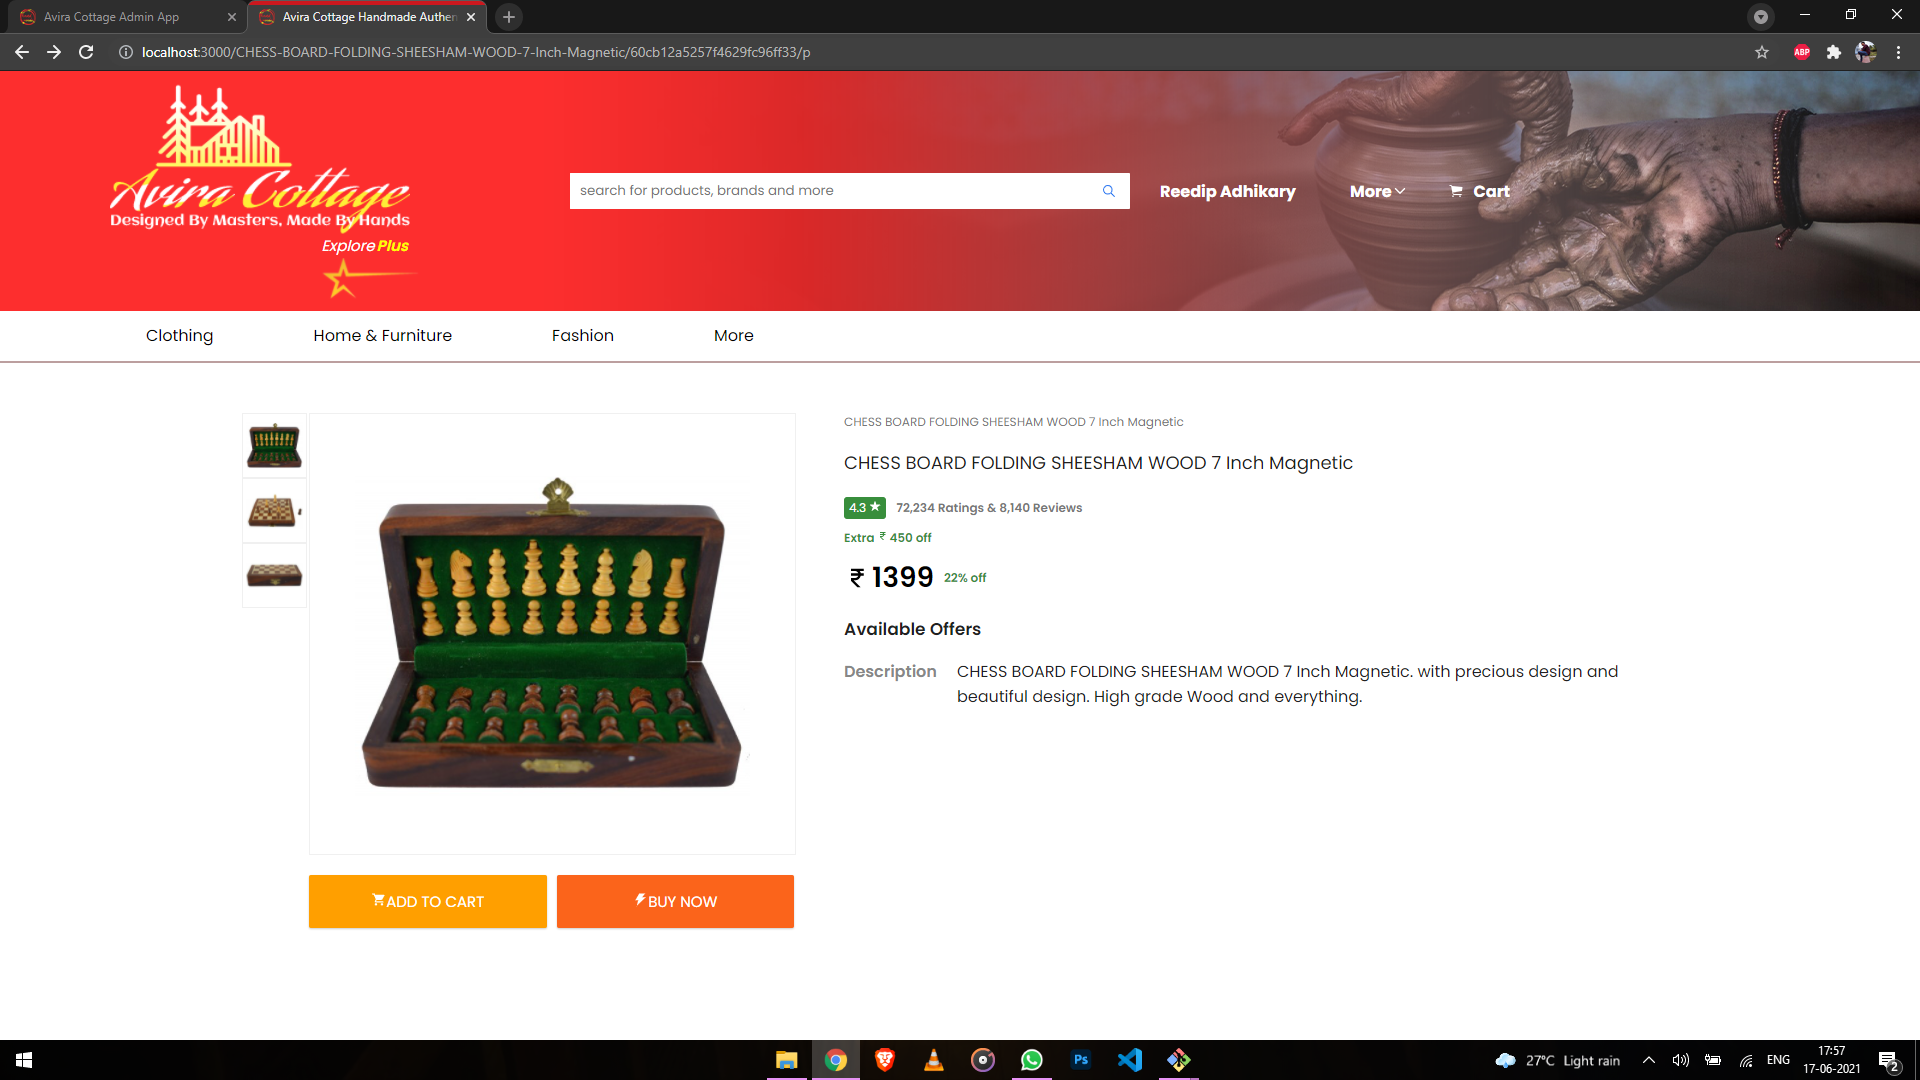 Avira Cottage Admin App
Avira Cottage Handmade Authen
localhost:3000/CHESS-BOARD-FOLDING-SHEESHAM-WOOD-7-Inch-Magnetic/60cb12a5257f4629fc96ff33/p
ABP
Avira Cottage
Designed By Masters, Made By Hands
Explore Plus
search for products, brands and more
Reedip Adhikary
More
Cart
Clothing
Home & Furniture
Fashion
More
CHESS BOARD FOLDING SHEESHAM WOOD 7 Inch Magnetic
CHESS BOARD FOLDING SHEESHAM WOOD 7 Inch Magnetic
4.3 ★ 72,234 Ratings & 8,140 Reviews
Extra ₹ 450 off
₹ 1399 22% off
Available Offers
Description CHESS BOARD FOLDING SHEESHAM WOOD 7 Inch Magnetic. with precious design and
beautiful design. High grade Wood and everything.
ADD TO CART
BUY NOW
Ps
27°C Light rain
ENG
17:57
17-06-2021
2